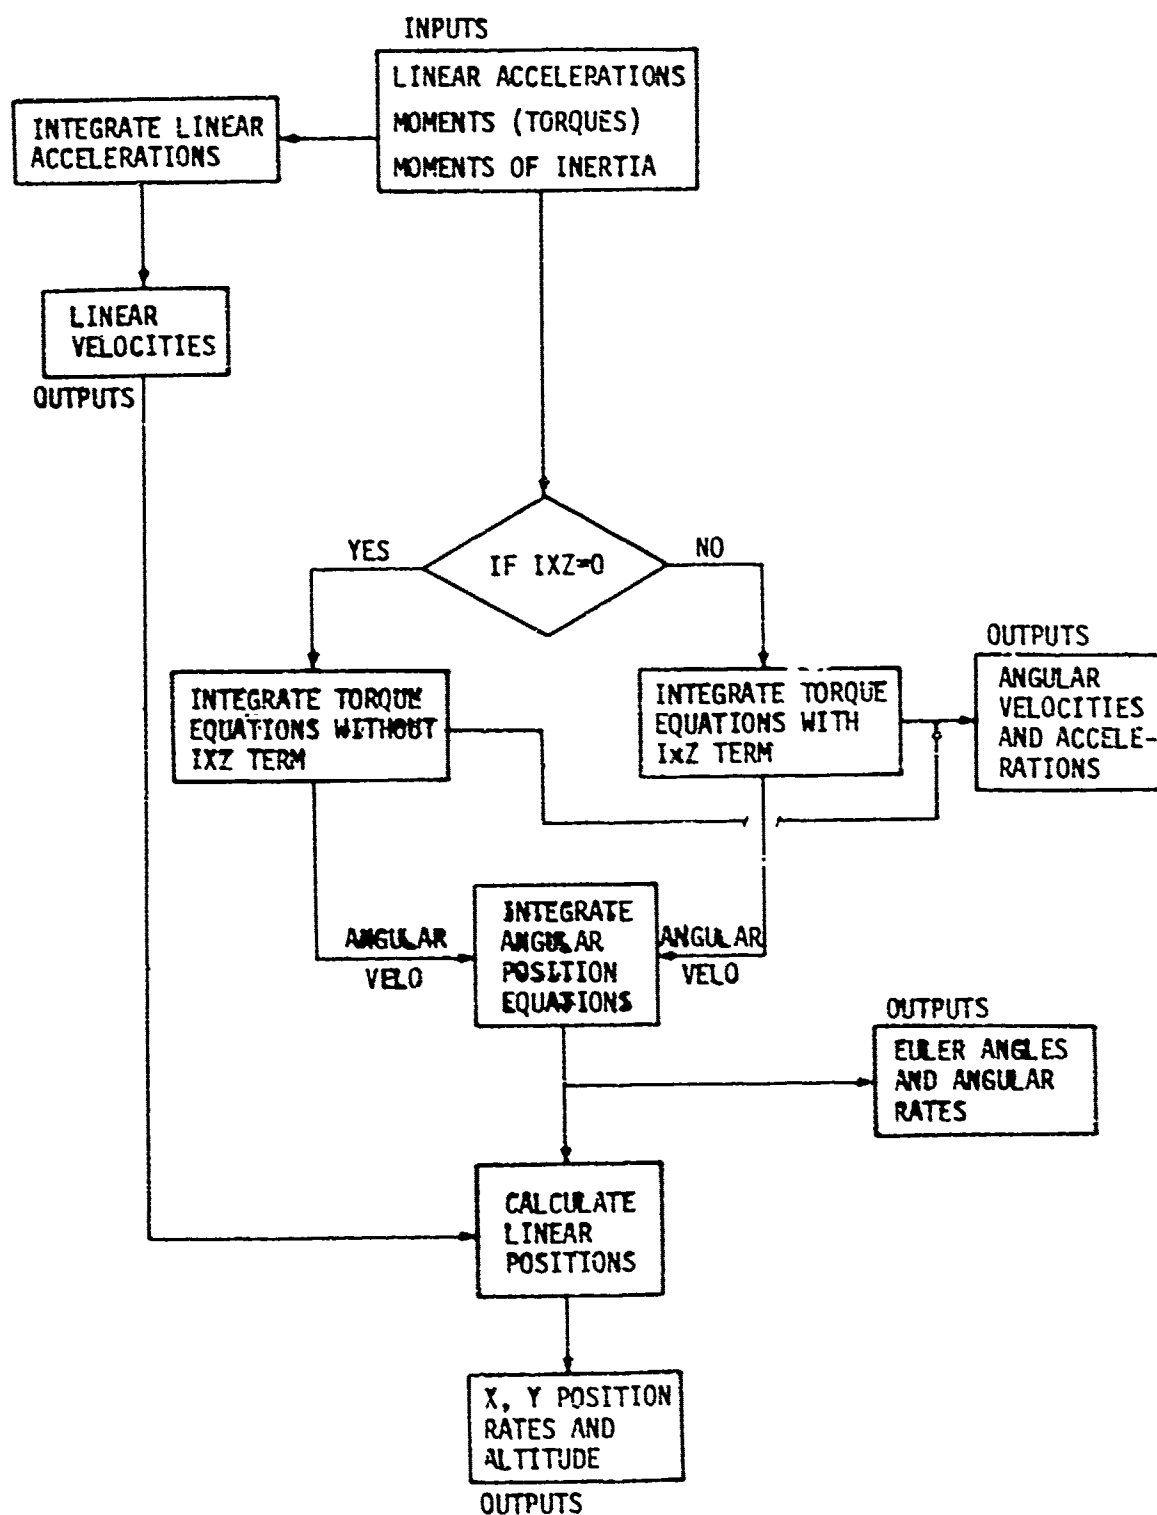 INPUTS
LINEAR ACCELERATIONS
MOMENTS (TORQUES)
MOMENTS OF INERTIA
INTEGRATE LINEAR
ACCELERATIONS
LINEAR
VELOCITIES
OUTPUTS
IF IXZ=0
YES
NO
INTEGRATE TORQUE
EQUATIONS WITHOUT
IXZ TERM
INTEGRATE TORQUE
EQUATIONS WITH
IxZ TERM
OUTPUTS
ANGULAR
VELOCITIES
AND ACCELE-
RATIONS
ANGULAR
VELO
INTEGRATE
ANGULAR
POSITION
EQUATIONS
ANGULAR
VELO
OUTPUTS
EULER ANGLES
AND ANGULAR
RATES
CALCULATE
LINEAR
POSITIONS
X, Y POSITION
RATES AND
ALTITUDE
OUTPUTS